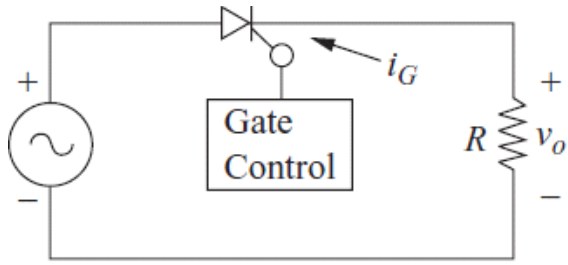 +
i_G
+
Gate
Control
R
v_o
−
−